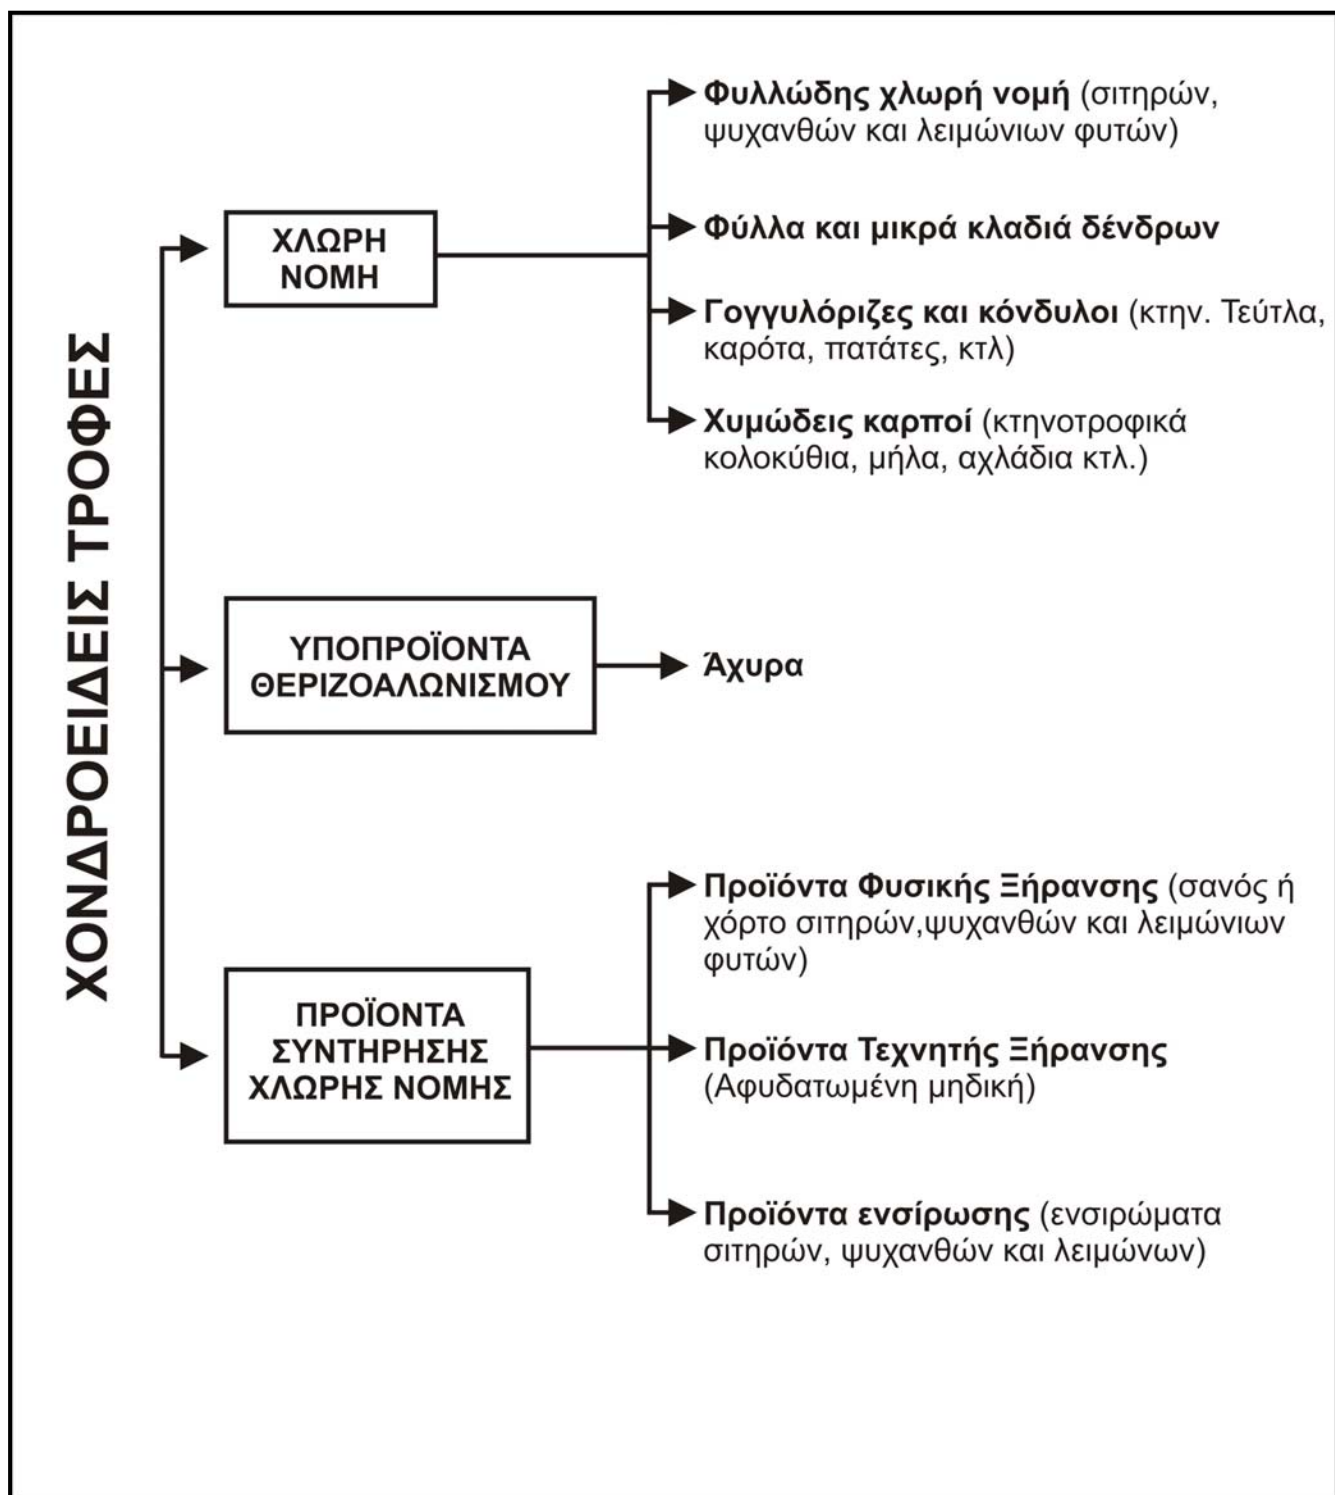 ΧΟΝΔΡΟΕΙΔΕΙΣ ΤΡΟΦΕΣ
ΧΛΩΡΗ
ΝΟΜΗ
Φυλλώδης χλωρή νομή (σιτηρών,
ψυχανθών και λειμώνιων φυτών)
Φύλλα και μικρά κλαδιά δένδρων
Γογγυλόριζες και κόνδυλοι (κτην. Τεύτλα,
καρότα, πατάτες, κτλ)
Χυμώδεις καρποί (κτηνοτροφικά
κολοκύθια, μήλα, αχλάδια κτλ.)
ΥΠΟΠΡΟΪΟΝΤΑ
ΘΕΡΙΖΟΑΛΩΝΙΣΜΟΥ
Άχυρα
ΠΡΟΪΟΝΤΑ
ΣΥΝΤΗΡΗΣΗΣ
ΧΛΩΡΗΣ ΝΟΜΗΣ
Προϊόντα Φυσικής Ξήρανσης (σανός ή
χόρτο σιτηρών,ψυχανθών και λειμώνιων
φυτών)
Προϊόντα Τεχνητής Ξήρανσης
(Αφυδατωμένη μηδική)
Προϊόντα ενσίρωσης (ενσιρώματα
σιτηρών, ψυχανθών και λειμώνων)